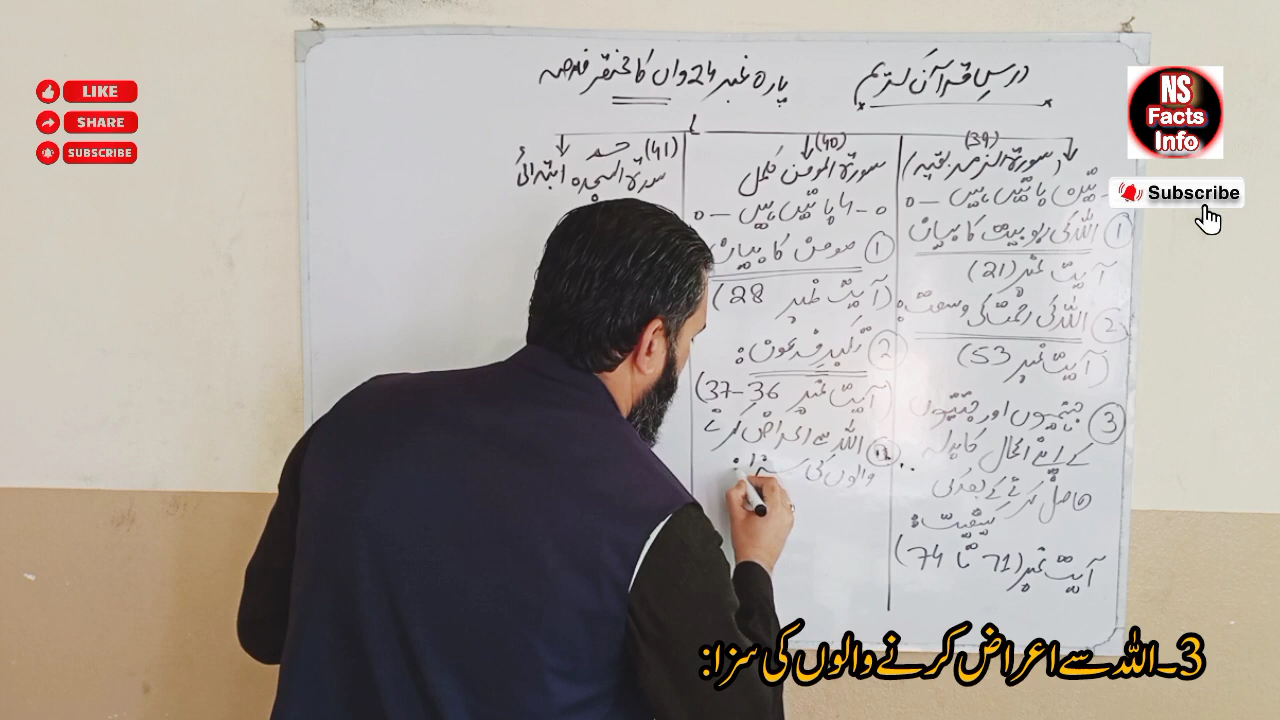 درسِ قرآن کریم
پارہ نمبر 24 واں کا مختصر خلاصہ
(39)
(سورۃ الزمر بقیہ)
تین باتیں ہیں ـ ٥
① اللہ کی ربوبیت کا بیان
آیت نمبر (21)
② اللہ کی رحمت کی وسعت:
(آیت نمبر 53)
③ جہنمیوں اور جنتیوں
کے اپنے اعمال کا بدلہ
حاصل کرنے کے بعد کی
کیفیت:
آیت نمبر (71 تا 74)
(40)
سورۃ المومن مکمل
باتیں ہیں ـ ٥
① مومن کا بیان
(آیت نمبر 28)
② فرعون:
(آیت نمبر 36-37)
اللہ سے اعراض کرنے
والوں کی سزا:
(41)
سورۃ حٰم السجدہ ابتدائی
LIKE
SHARE
SUBSCRIBE
NS
Facts
Info
Subscribe
3۔اللہ سے اعراض کرنے والوں کی سزا: